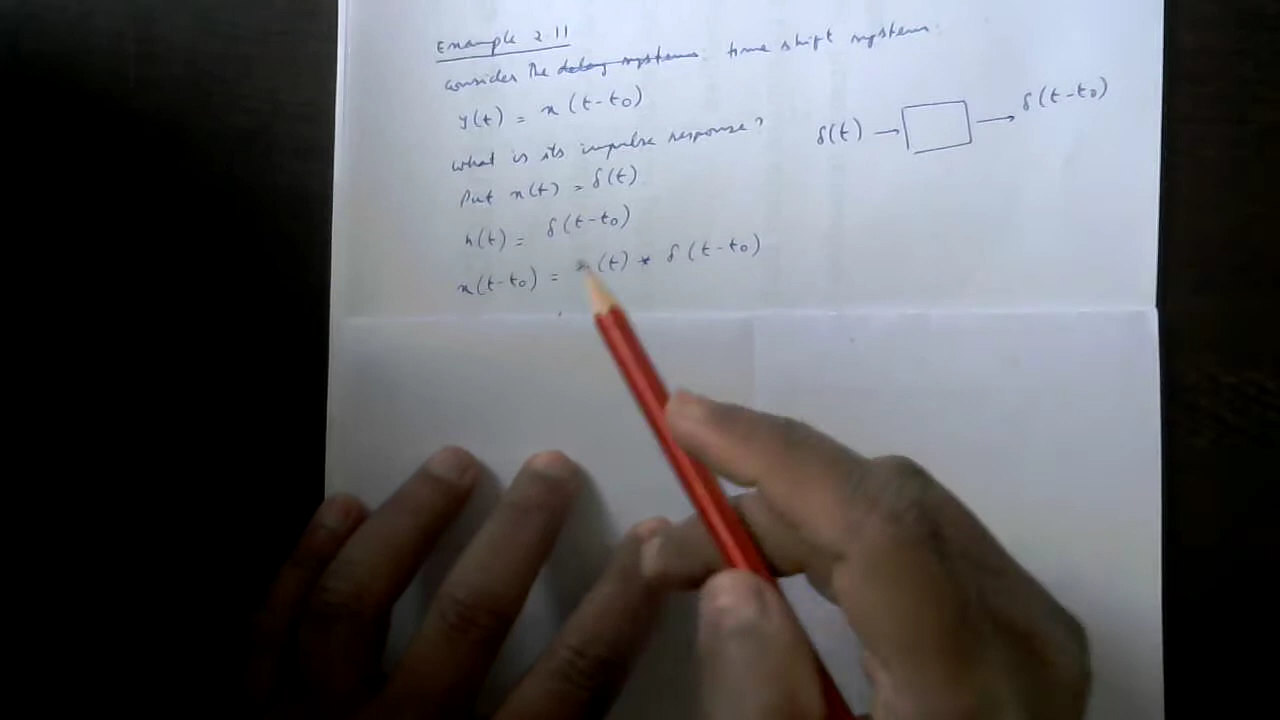 Example 2.11
consider the delay systems. time shift systems.
y(t) = x(t-t0)
what is its impulse response?
δ(t) → → δ(t-t0)
Put x(t) = δ(t)
h(t) = δ(t-t0)
x(t-t0) = x(t) * δ(t-t0)